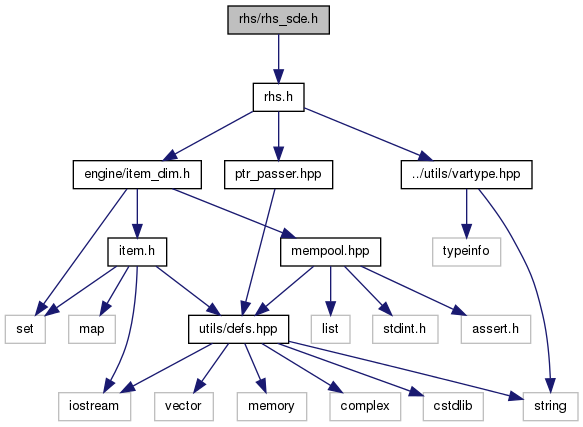 rhs/rhs_sde.h
rhs.h
engine/item_dim.h
ptr_passer.hpp
../utils/vartype.hpp
item.h
mempool.hpp
typeinfo
set
map
utils/defs.hpp
list
stdint.h
assert.h
iostream
vector
memory
complex
cstdlib
string